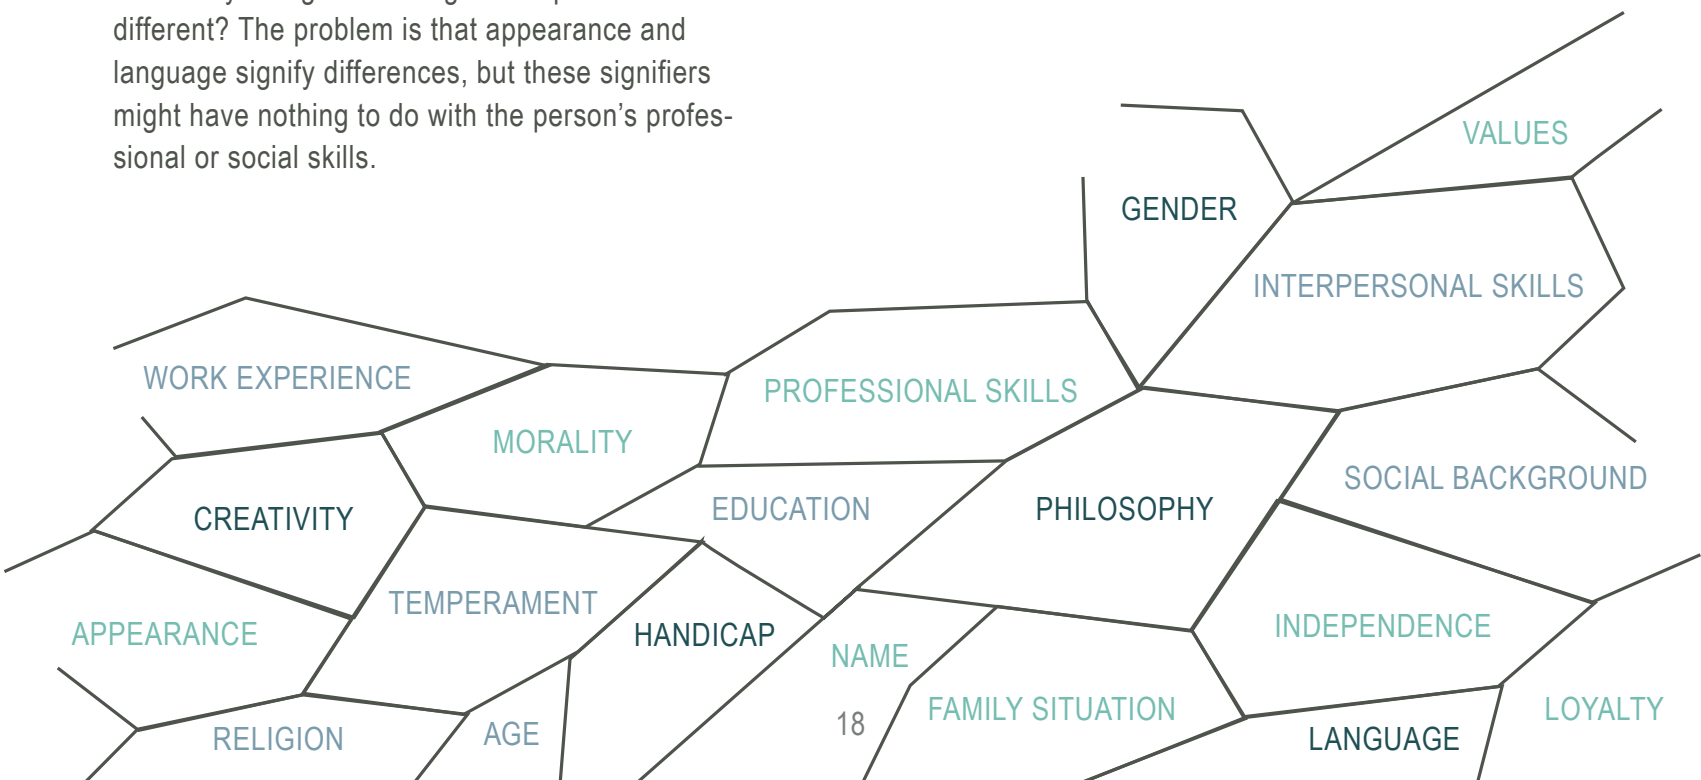 different? The problem is that appearance and
language signify differences, but these signifiers
might have nothing to do with the person’s profes-
sional or social skills.
VALUES
GENDER
INTERPERSONAL SKILLS
WORK EXPERIENCE
PROFESSIONAL SKILLS
MORALITY
SOCIAL BACKGROUND
CREATIVITY
EDUCATION
PHILOSOPHY
TEMPERAMENT
APPEARANCE
HANDICAP
INDEPENDENCE
NAME
FAMILY SITUATION
LOYALTY
RELIGION
AGE
18
LANGUAGE